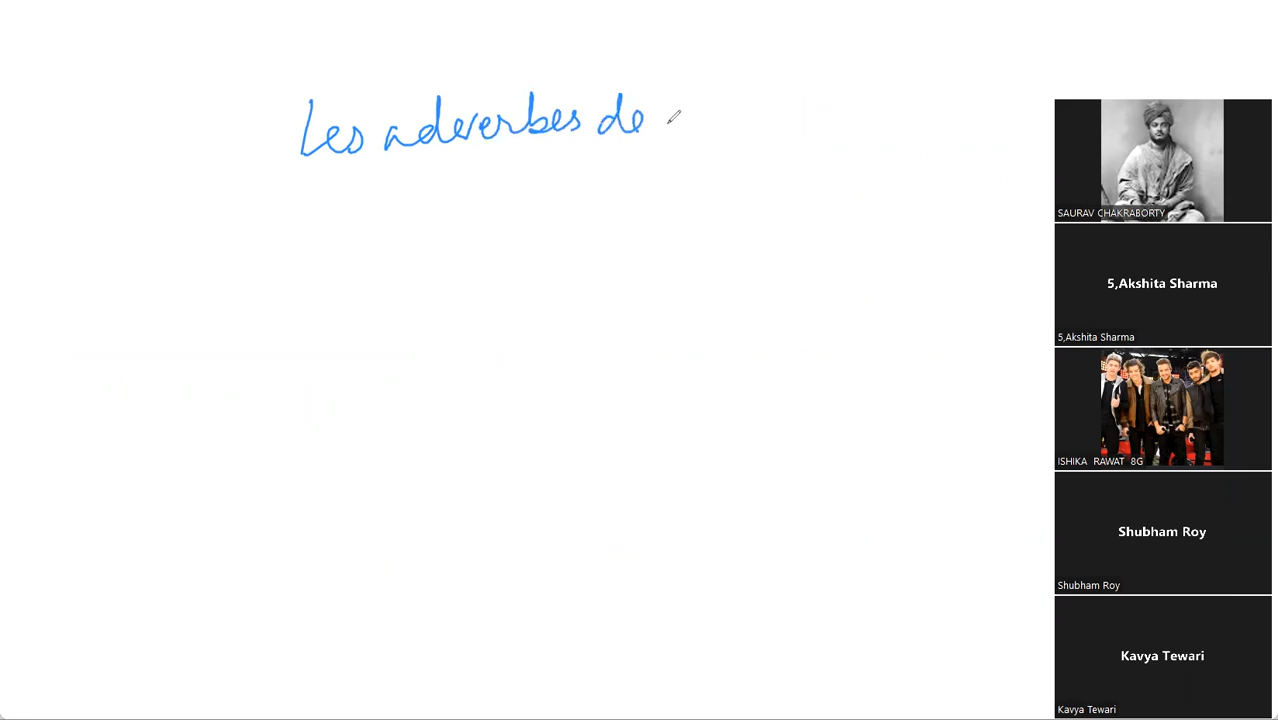 Les adeverbes de
SAURAV CHAKRABORTY
5,Akshita Sharma
5,Akshita Sharma
ISHIKA RAWAT 8G
Shubham Roy
Shubham Roy
Kavya Tewari
Kavya Tewari